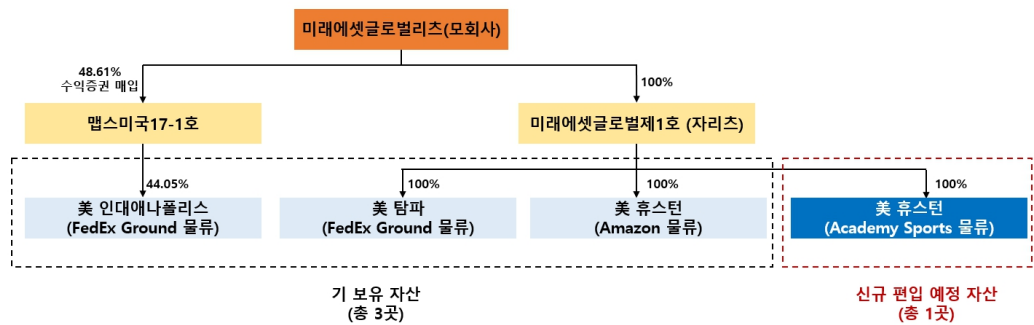 미래에셋글로벌리츠(모회사)
48.61%
수익증권 매입
100%
맵스미국17-1호
미래에셋글로벌제1호 (자리츠)
44.05%
100%
100%
100%
美 인대애나폴리스
(FedEx Ground 물류)
美 탐파
(FedEx Ground 물류)
美 휴스턴
(Amazon 물류)
美 휴스턴
(Academy Sports 물류)
기 보유 자산
(총 3곳)
신규 편입 예정 자산
(총 1곳)